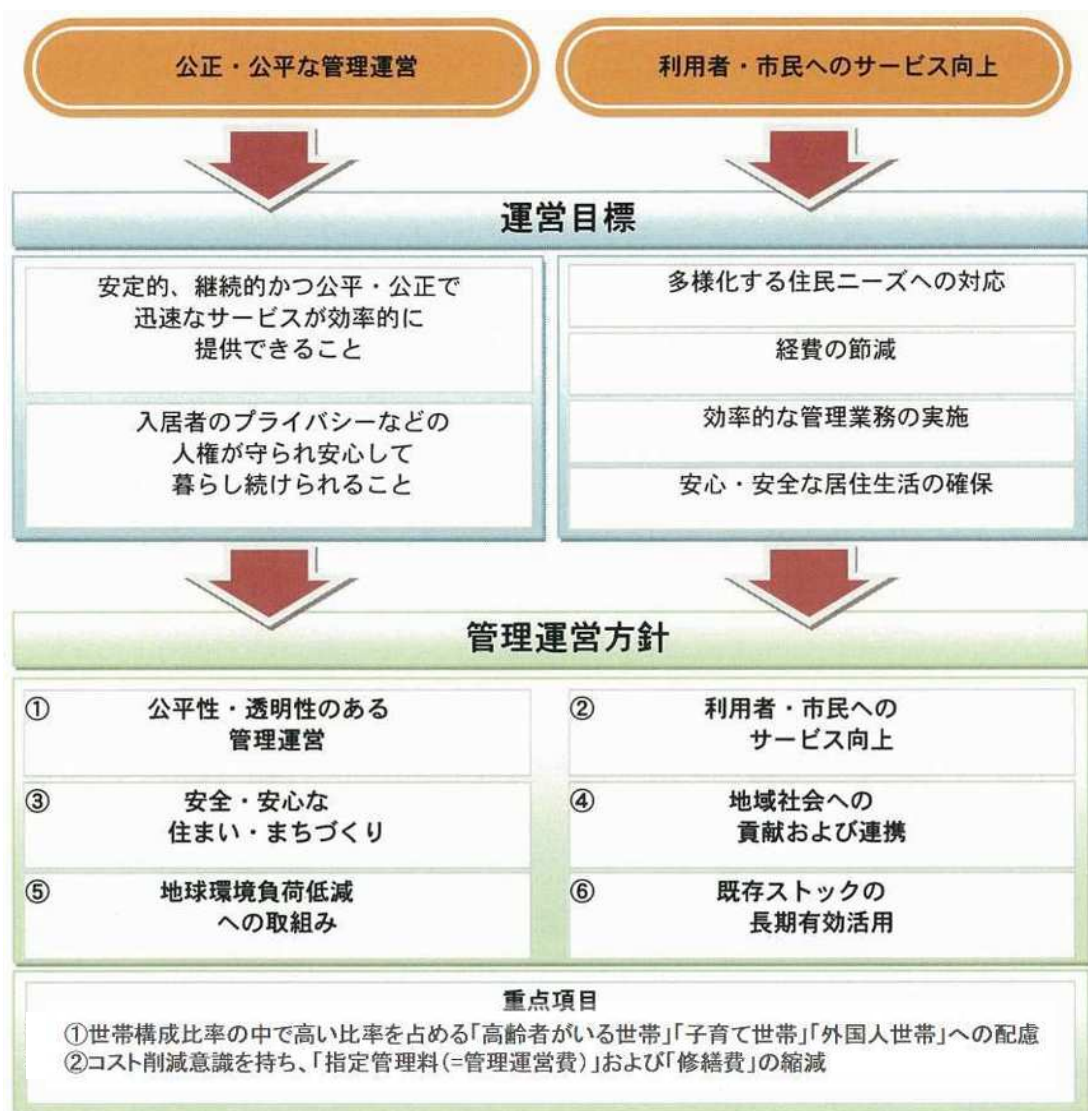 公正・公平な管理運営
利用者・市民へのサービス向上
運営目標
安定的、継続的かつ公平・公正で
迅速なサービスが効率的に
提供できること
入居者のプライバシーなどの
人権が守られ安心して
暮らし続けられること
多様化する住民ニーズへの対応
経費の節減
効率的な管理業務の実施
安心・安全な居住生活の確保
管理運営方針
① 公平性・透明性のある
管理運営
② 利用者・市民への
サービス向上
③ 安全・安心な
住まい・まちづくり
④ 地域社会への
貢献および連携
⑤ 地球環境負荷低減
への取組み
⑥ 既存ストックの
長期有効活用
重点項目
①世帯構成比率の中で高い比率を占める「高齢者がいる世帯」「子育て世帯」「外国人世帯」への配慮
②コスト削減意識を持ち、「指定管理料(=管理運営費)」および「修繕費」の縮減